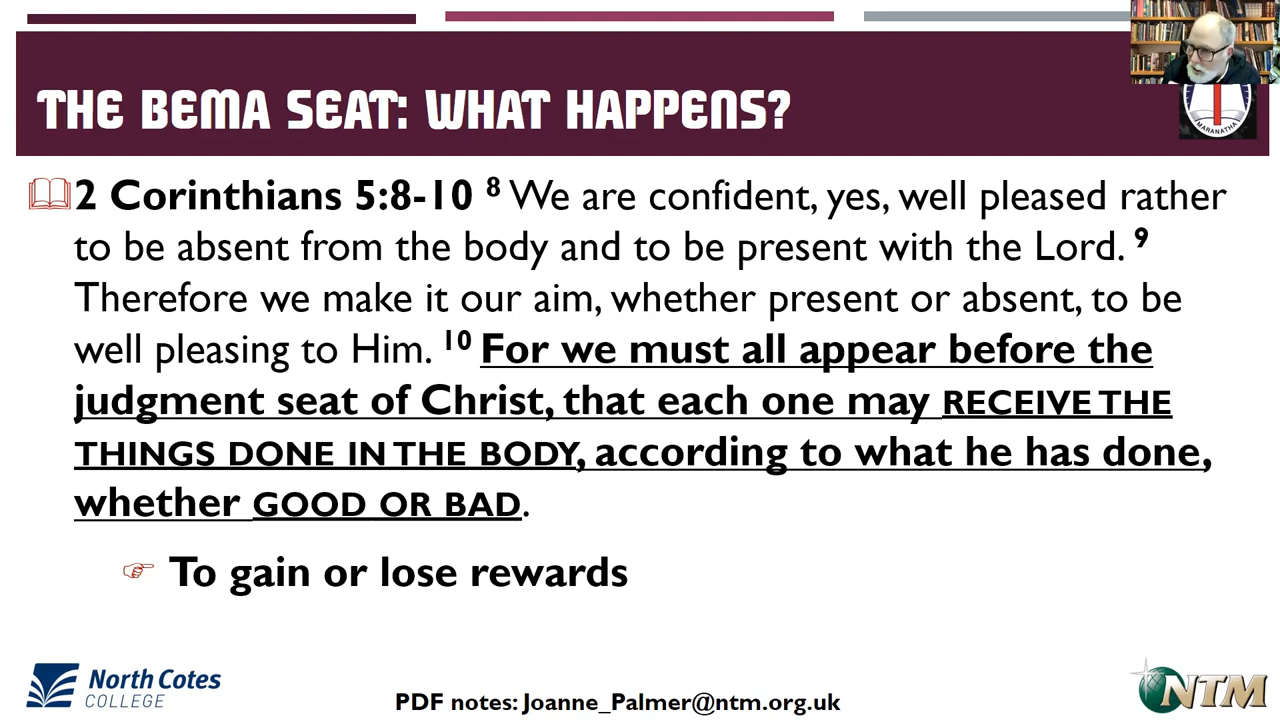 THE BEMA SEAT: WHAT HAPPENS?
MARANATHA
2 Corinthians 5:8-10 8 We are confident, yes, well pleased rather
to be absent from the body and to be present with the Lord. 9
Therefore we make it our aim, whether present or absent, to be
well pleasing to Him. 10 For we must all appear before the
judgment seat of Christ, that each one may RECEIVE THE
THINGS DONE IN THE BODY, according to what he has done,
whether GOOD OR BAD.
To gain or lose rewards
North Cotes
COLLEGE
PDF notes: Joanne_Palmer@ntm.org.uk
NTM